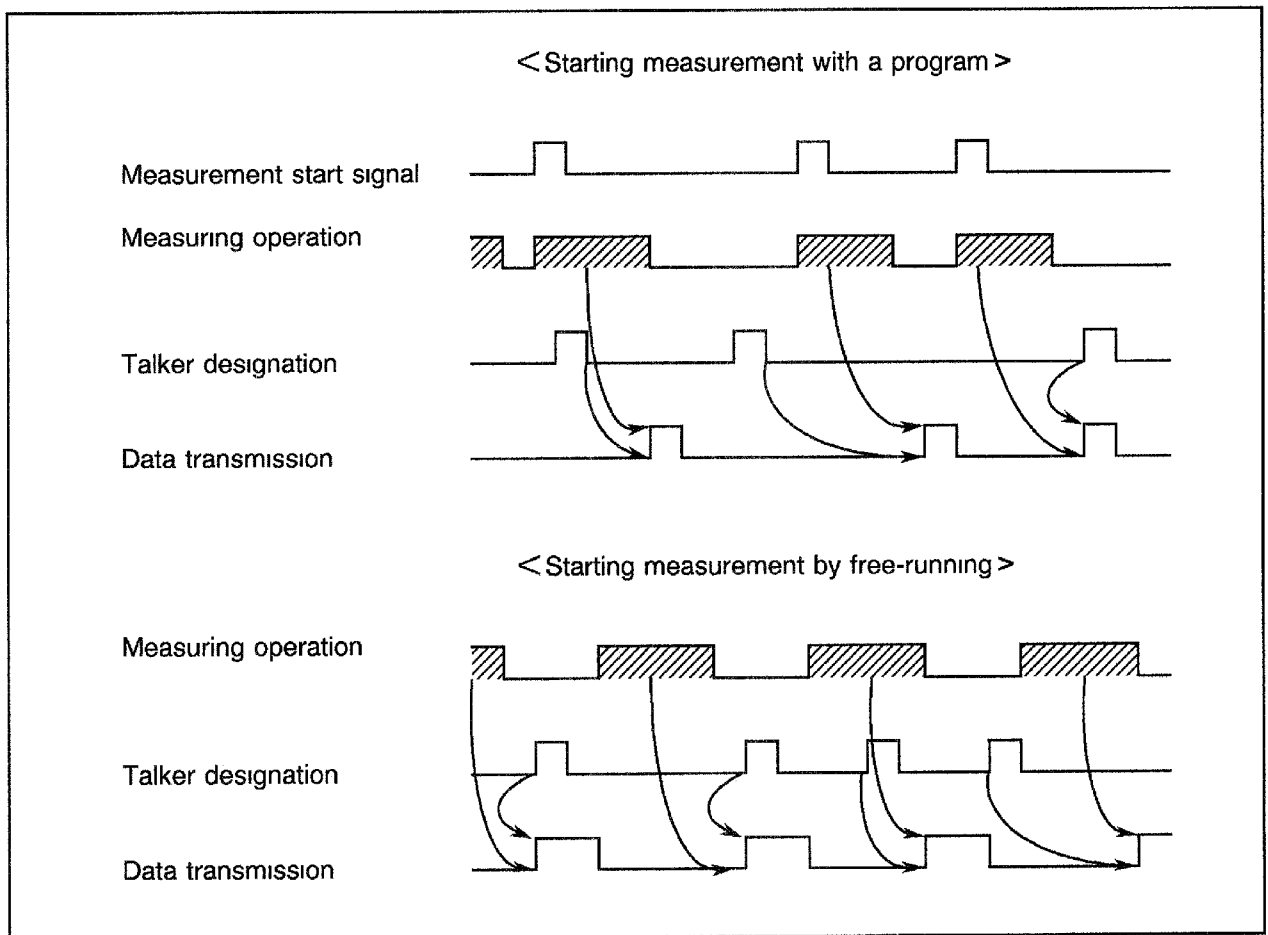 <Starting measurement with a program>
Measurement start signal
Measuring operation
Talker designation
Data transmission
<Starting measurement by free-running>
Measuring operation
Talker designation
Data transmission